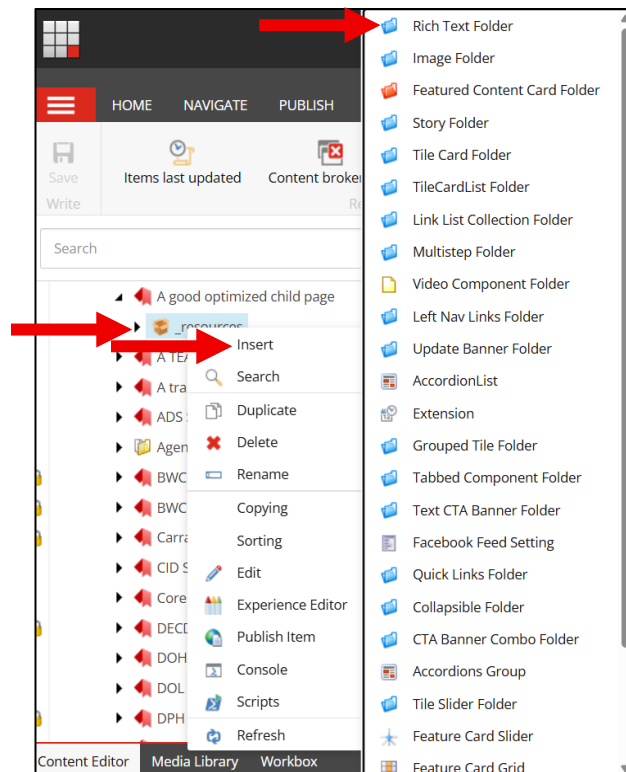 HOME NAVIGATE PUBLISH
Save
Items last updated
Content broke
Write
Re
Search
A good optimized child page
_resources
A TEA
A tra
ADS S
Agen
BWC
BWC
Carra
CID S
Core
DECD
DOH
DOL
DPH
Content Editor Media Library Workbox
Insert
Search
Duplicate
Delete
Rename
Copying
Sorting
Edit
Experience Editor
Publish Item
Console
Scripts
Refresh
Rich Text Folder
Image Folder
Featured Content Card Folder
Story Folder
Tile Card Folder
TileCardList Folder
Link List Collection Folder
Multistep Folder
Video Component Folder
Left Nav Links Folder
Update Banner Folder
AccordionList
Extension
Grouped Tile Folder
Tabbed Component Folder
Text CTA Banner Folder
Facebook Feed Setting
Quick Links Folder
Collapsible Folder
CTA Banner Combo Folder
Accordions Group
Tile Slider Folder
Feature Card Slider
Feature Card Grid